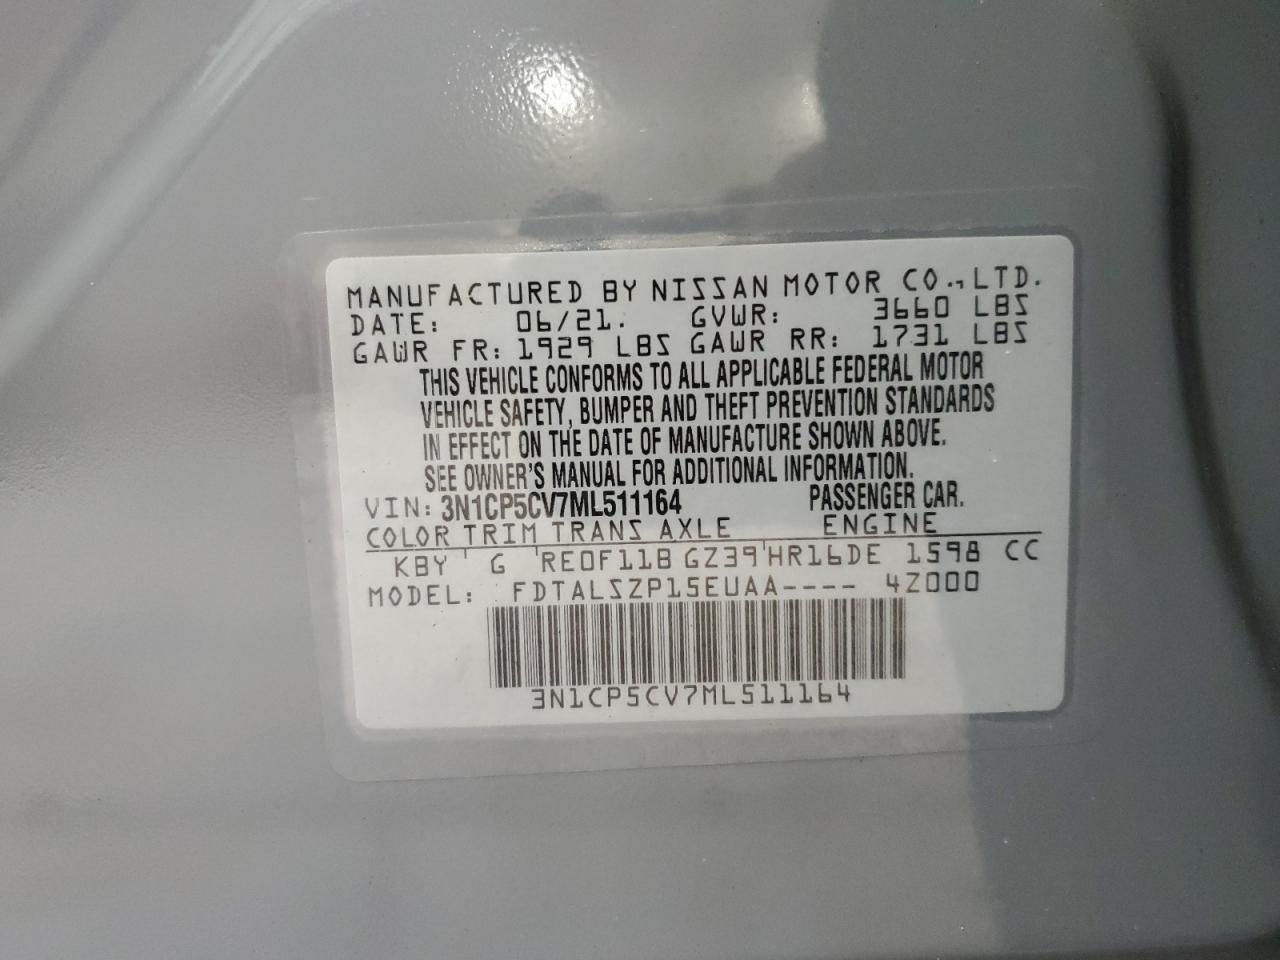 MANUFACTURED BY NISSAN MOTOR CO.,LTD.
DATE: 06/21. GVWR: 3660 LBS
GAWR FR: 1929 LBS GAWR RR: 1731 LBS
THIS VEHICLE CONFORMS TO ALL APPLICABLE FEDERAL MOTOR
VEHICLE SAFETY, BUMPER AND THEFT PREVENTION STANDARDS
IN EFFECT ON THE DATE OF MANUFACTURE SHOWN ABOVE.
SEE OWNER'S MANUAL FOR ADDITIONAL INFORMATION.
VIN: 3N1CP5CV7ML511164 PASSENGER CAR.
COLOR TRIM TRANS AXLE ENGINE
KBY G RE0F11B GZ39 HR16DE 1598 CC
MODEL: FDTALSZP15EUAA---- 4Z000
3N1CP5CV7ML511164